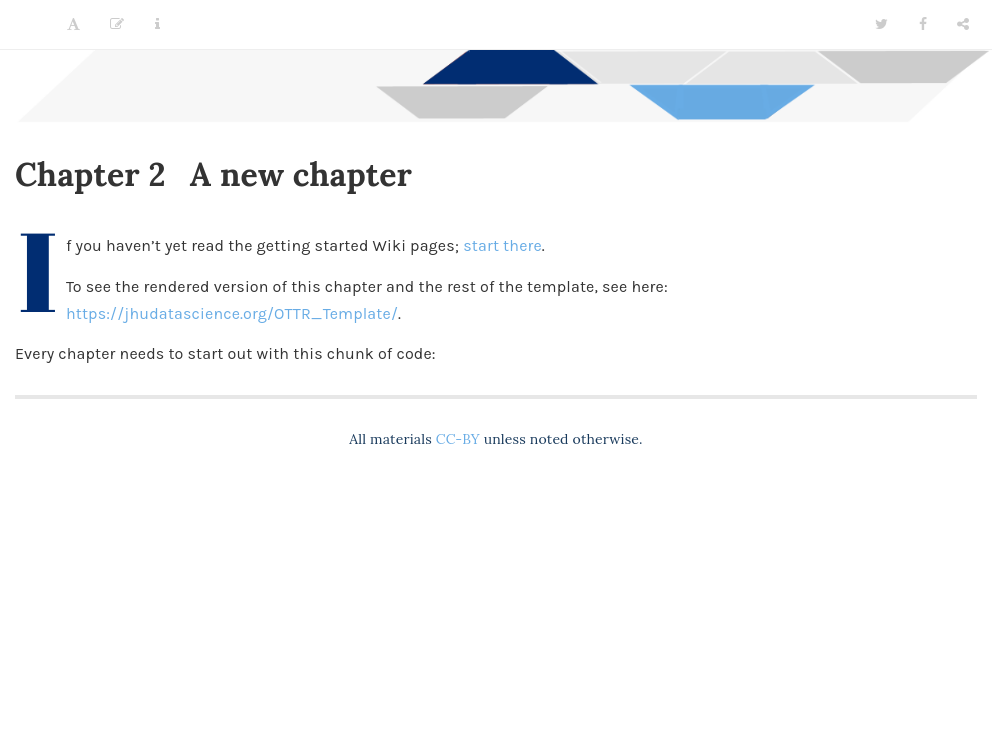 Chapter 2 A new chapter
If you haven’t yet read the getting started Wiki pages; start there.
To see the rendered version of this chapter and the rest of the template, see here:
https://jhudatascience.org/OTTR_Template/.
Every chapter needs to start out with this chunk of code:
All materials CC-BY unless noted otherwise.